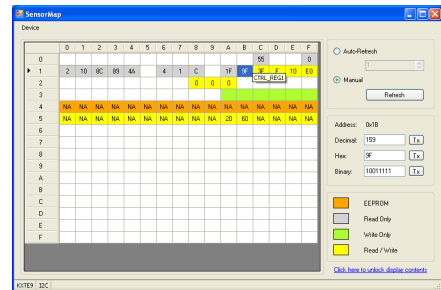 SensorMap
Device
0 1 2 3 4 5 6 7 8 9 A B C D E F
0 55 0
1 2 10 8C 89 4A 4 1 C 1F 9F 10 E0
CTRL_REG1
2 0 0 0
3
4 NA NA NA NA NA NA NA NA NA NA NA NA NA NA NA NA
5 NA NA NA NA NA NA NA NA NA NA 20 60 NA NA NA NA
6
7
8
9
A
B
C
D
E
F
Auto-Refresh
1
Manual
Refresh
Address: 0x1B
Decimal: 159 Tx
Hex: 9F Tx
Binary: 10011111 Tx
EEPROM
Read Only
Write Only
Read / Write
Click here to unlock display contents
KXTE9 I2C